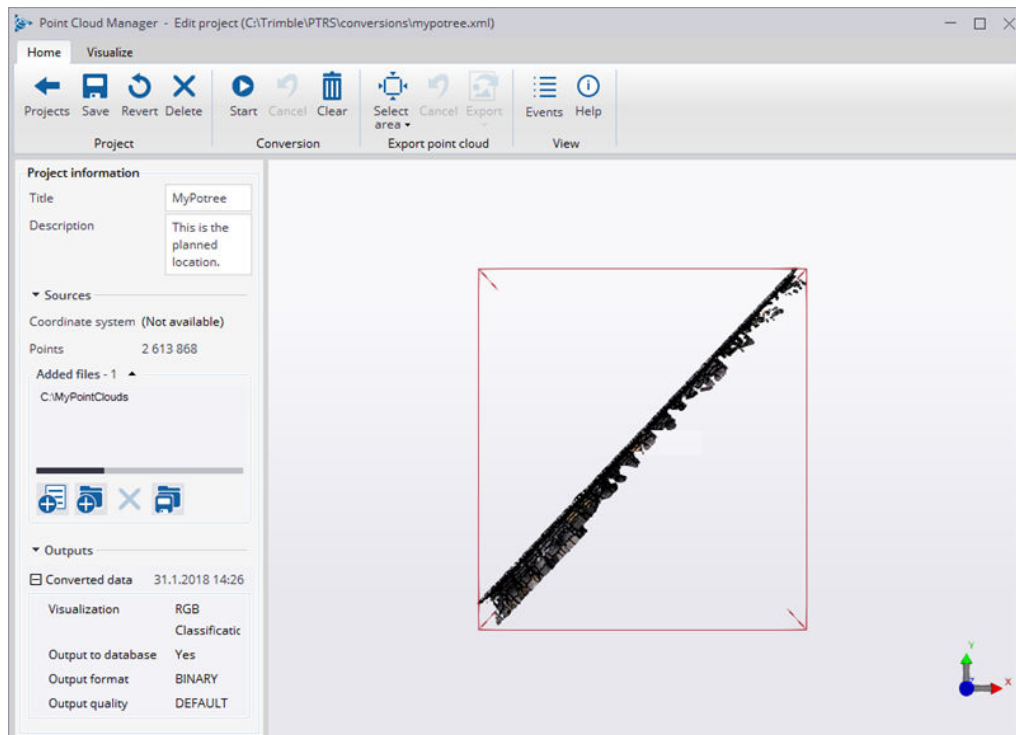 Point Cloud Manager - Edit project (C:\Trimble\PTRS\conversions\mypotree.xml)
Home Visualize
Projects Save Revert Delete Start Cancel Clear Select area Cancel Export Events Help
Project Conversion Export point cloud View
Project information
Title MyPotree
Description This is the
planned
location.
Sources
Coordinate system (Not available)
Points 2 613 868
Added files - 1
C:\MyPointClouds
Outputs
Converted data 31.1.2018 14:26
Visualization RGB
Classificatic
Output to database Yes
Output format BINARY
Output quality DEFAULT
Y
Z
X